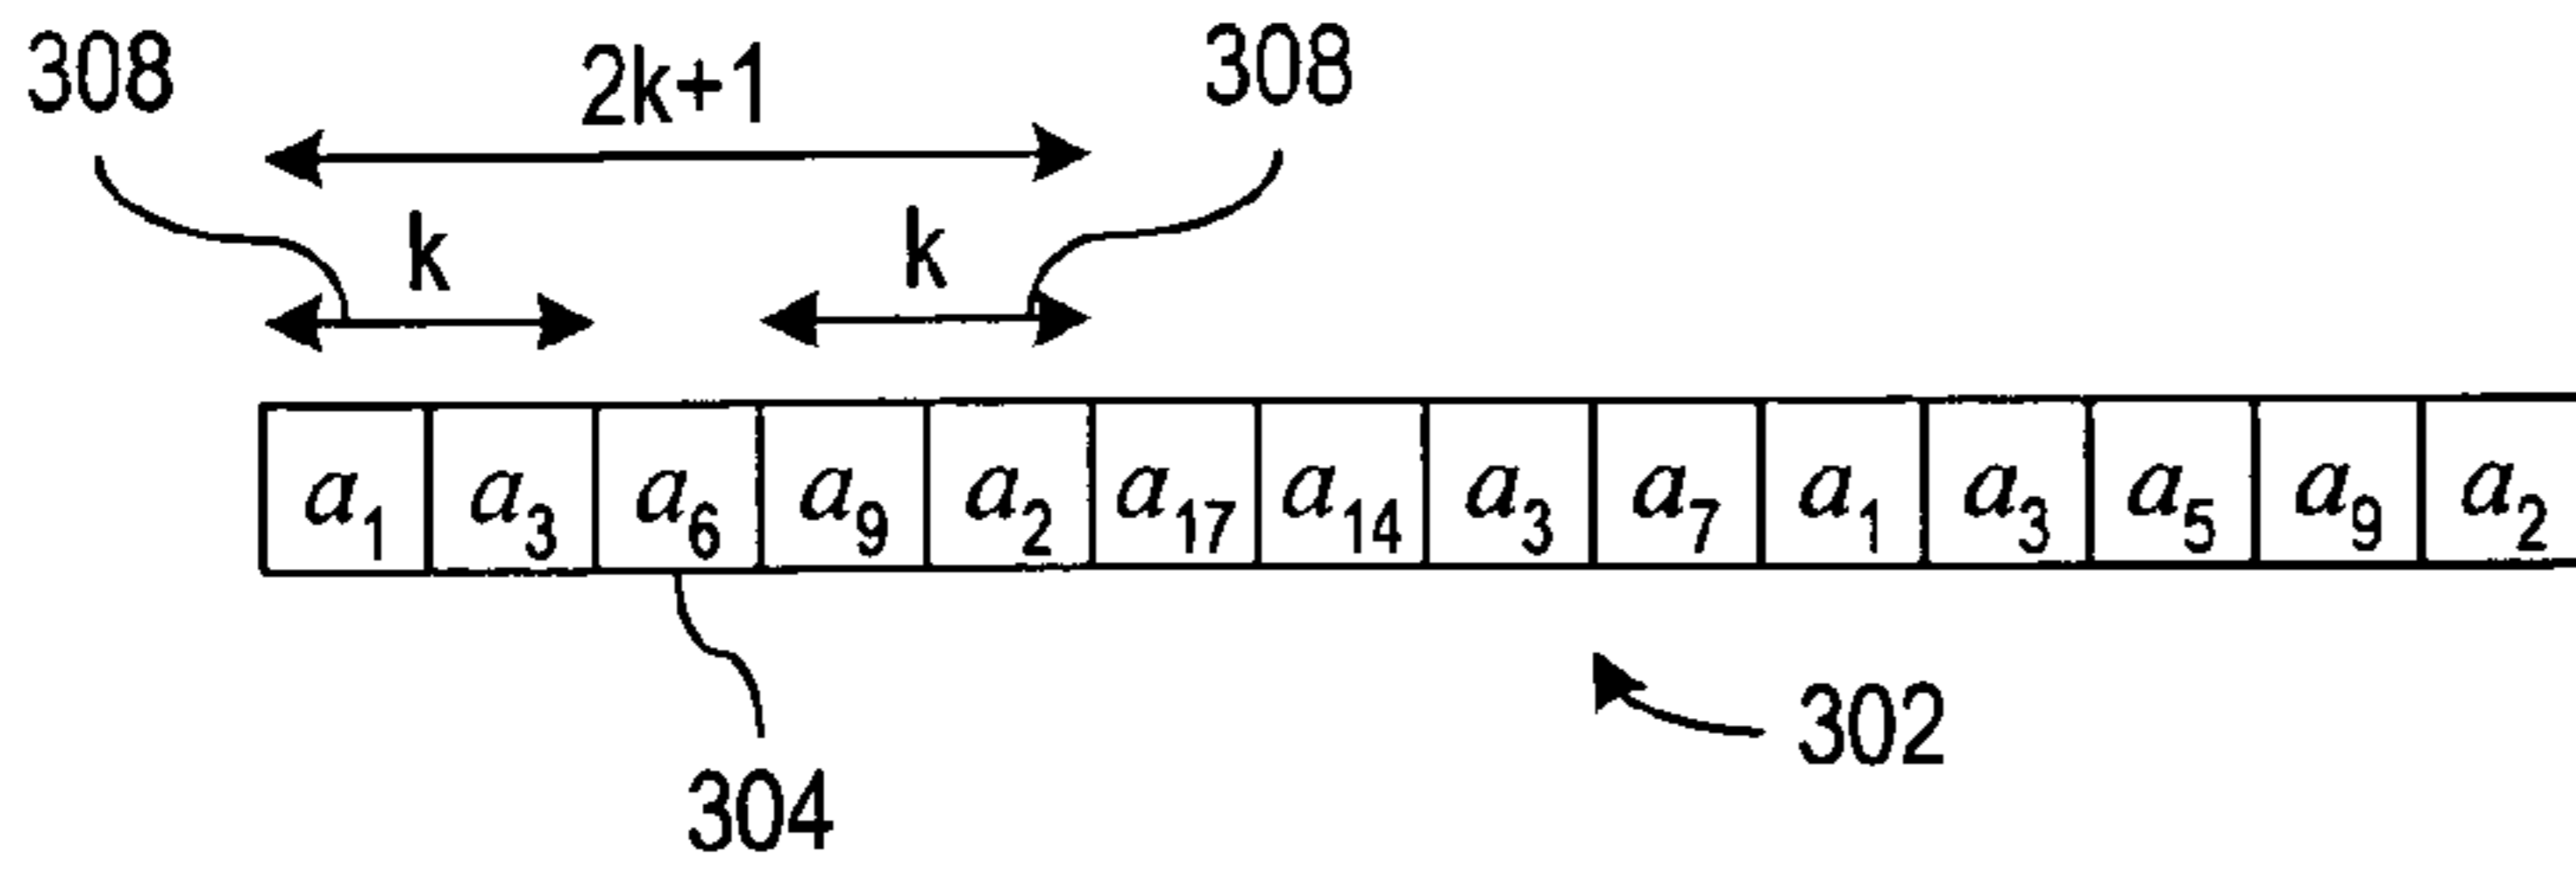 308 2k+1 308
k k
a₁ a₃ a₆ a₉ a₂ a₁₇ a₁₄ a₃ a₇ a₁ a₃ a₅ a₉ a₂
302
304